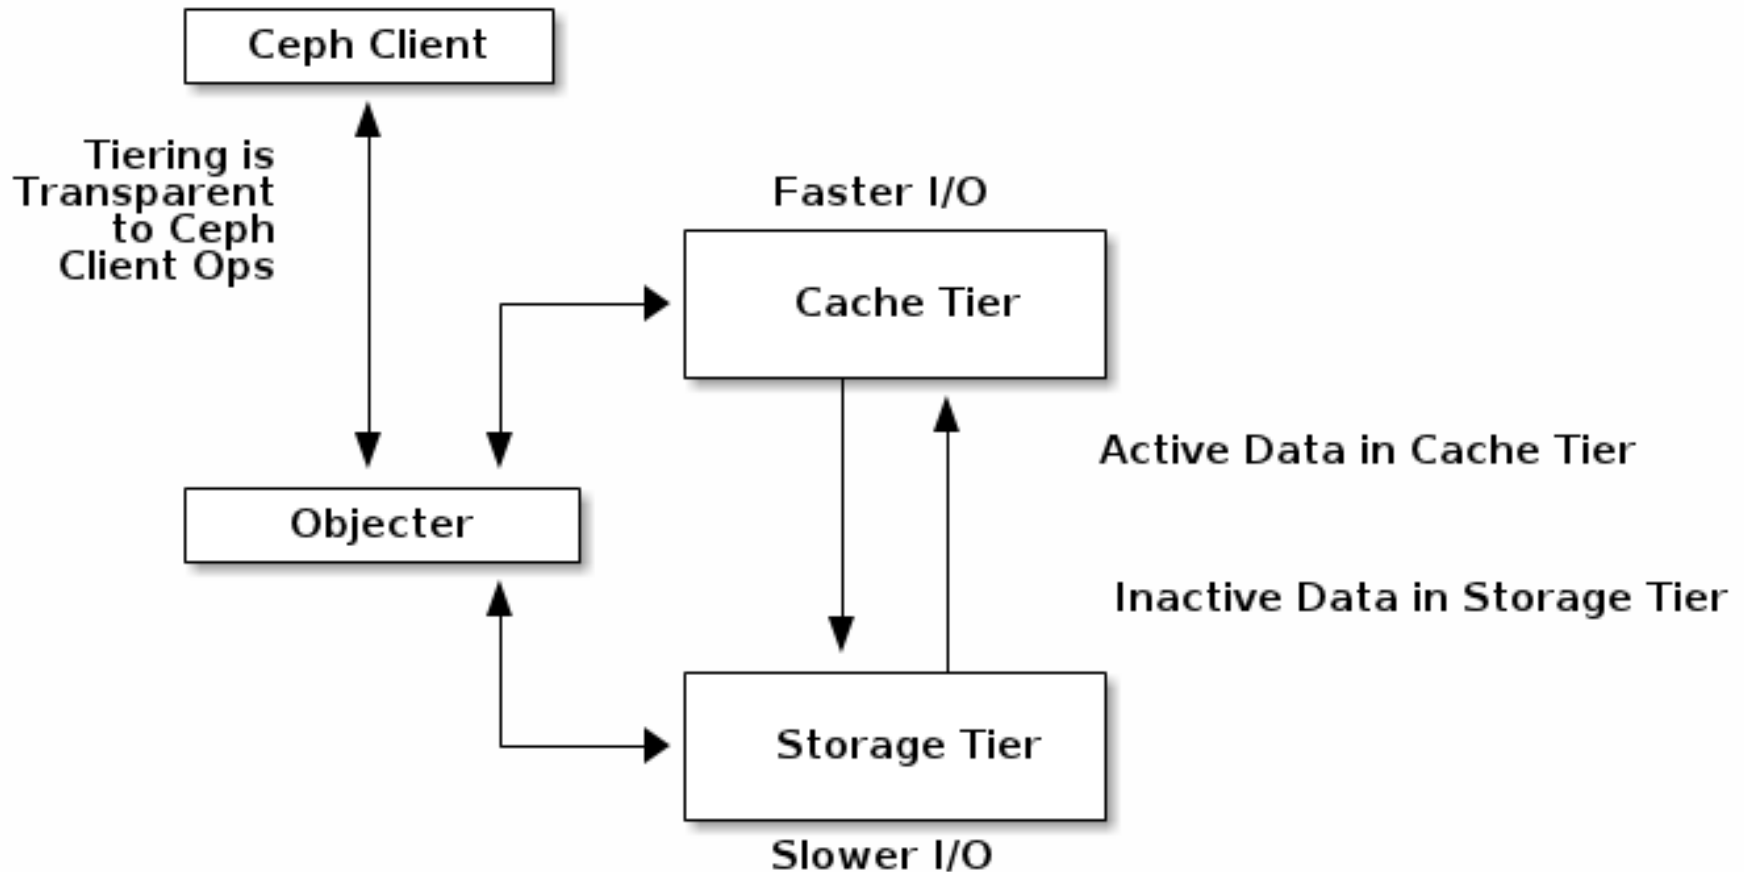 Ceph Client
Tiering is
Transparent
to Ceph
Client Ops
Faster I/O
Cache Tier
Active Data in Cache Tier
Objecter
Inactive Data in Storage Tier
Storage Tier
Slower I/O